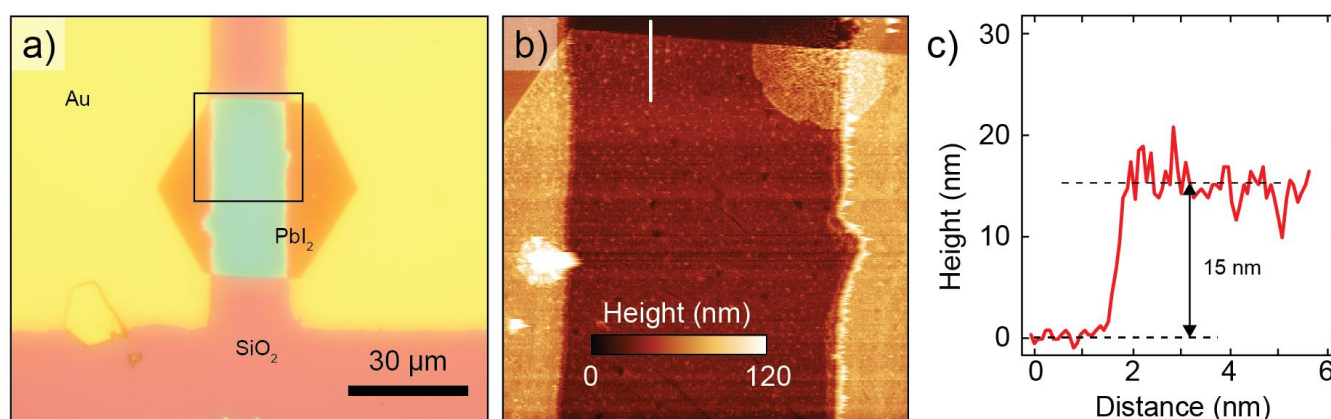 a)
Au
PbI₂
SiO₂
30 µm
b)
Height (nm)
0
120
c)
30
20
10
0
Height (nm)
15 nm
0
2
4
6
Distance (nm)